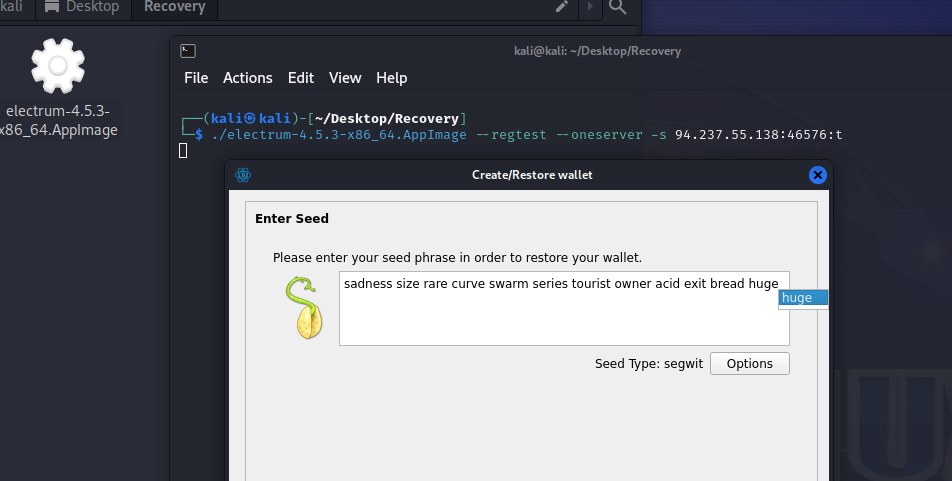 kali
Desktop
Recovery
kali@kali: ~/Desktop/Recovery
File Actions Edit View Help
electrum-4.5.3-
x86_64.AppImage
(kali㉿kali)-[~/Desktop/Recovery]
$ ./electrum-4.5.3-x86_64.AppImage --regtest --oneserver -s 94.237.55.138:46576:t
Create/Restore wallet
Enter Seed
Please enter your seed phrase in order to restore your wallet.
sadness size rare curve swarm series tourist owner acid exit bread huge
huge
Seed Type: segwit
Options